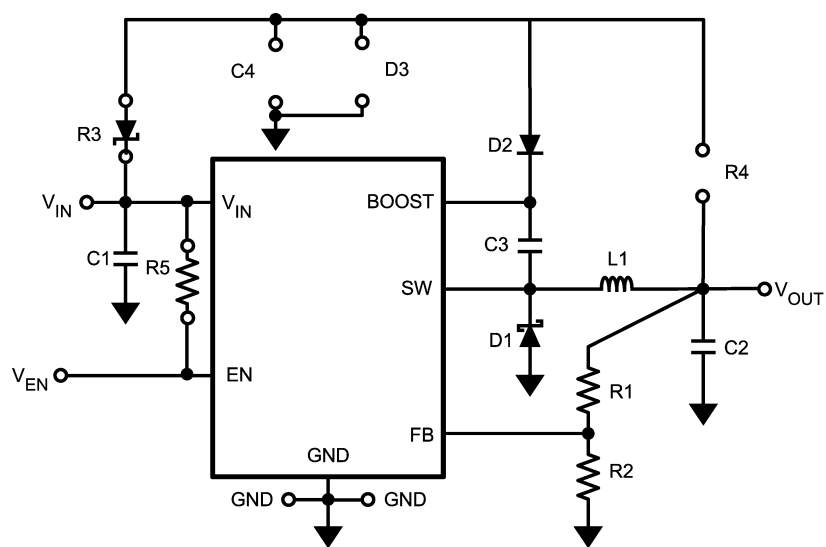 C4
D3
R3
D2
R4
V_IN
V_IN
BOOST
C1
R5
C3
L1
SW
V_OUT
D1
C2
V_EN
EN
R1
FB
GND
R2
GND
GND